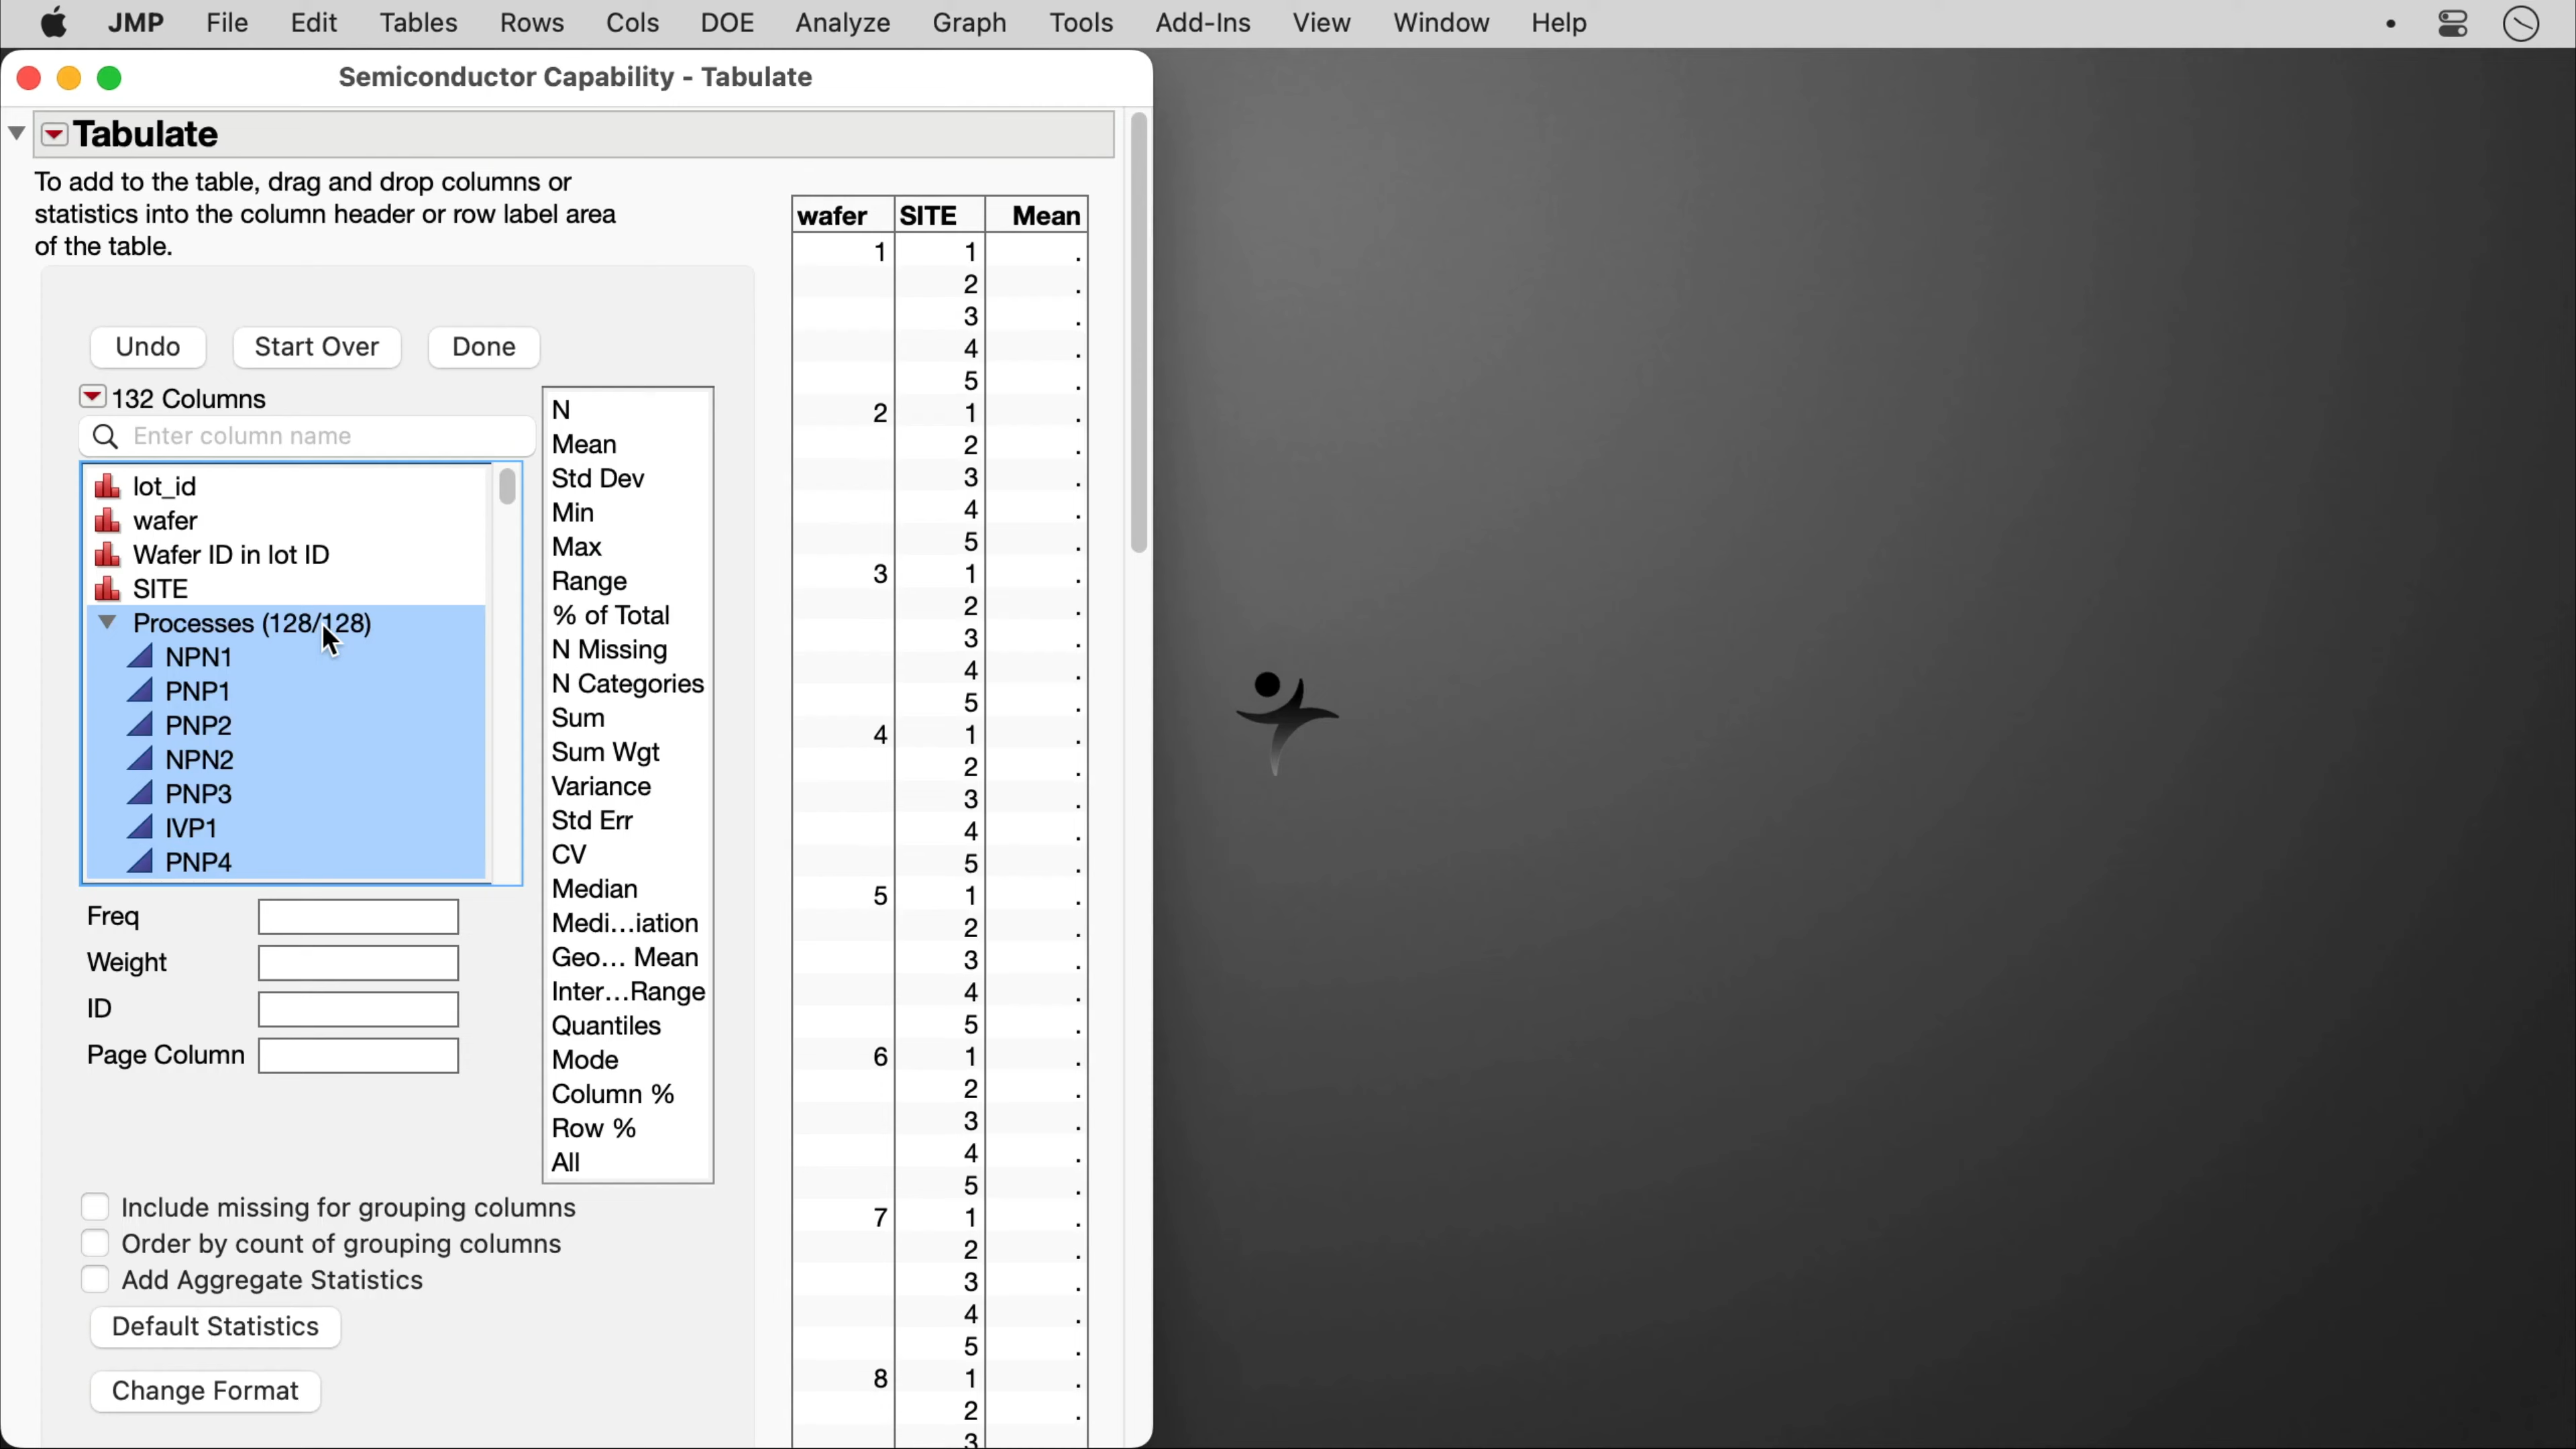 JMP File Edit Tables Rows Cols DOE Analyze Graph Tools Add-Ins View Window Help
Semiconductor Capability - Tabulate
Tabulate
To add to the table, drag and drop columns or
statistics into the column header or row label area
of the table.
Undo Start Over Done
132 Columns
Enter column name
lot_id
wafer
Wafer ID in lot ID
SITE
Processes (128/128)
NPN1
PNP1
PNP2
NPN2
PNP3
IVP1
PNP4
Freq
Weight
ID
Page Column
N
Mean
Std Dev
Min
Max
Range
% of Total
N Missing
N Categories
Sum
Sum Wgt
Variance
Std Err
CV
Median
Medi...iation
Geo... Mean
Inter...Range
Quantiles
Mode
Column %
Row %
All
Include missing for grouping columns
Order by count of grouping columns
Add Aggregate Statistics
Default Statistics
Change Format
wafer SITE Mean
1 1 .
2 .
3 .
4 .
5 .
2 1 .
2 .
3 .
4 .
5 .
3 1 .
2 .
3 .
4 .
5 .
4 1 .
2 .
3 .
4 .
5 .
5 1 .
2 .
3 .
4 .
5 .
6 1 .
2 .
3 .
4 .
5 .
7 1 .
2 .
3 .
4 .
5 .
8 1 .
2 .
3 .